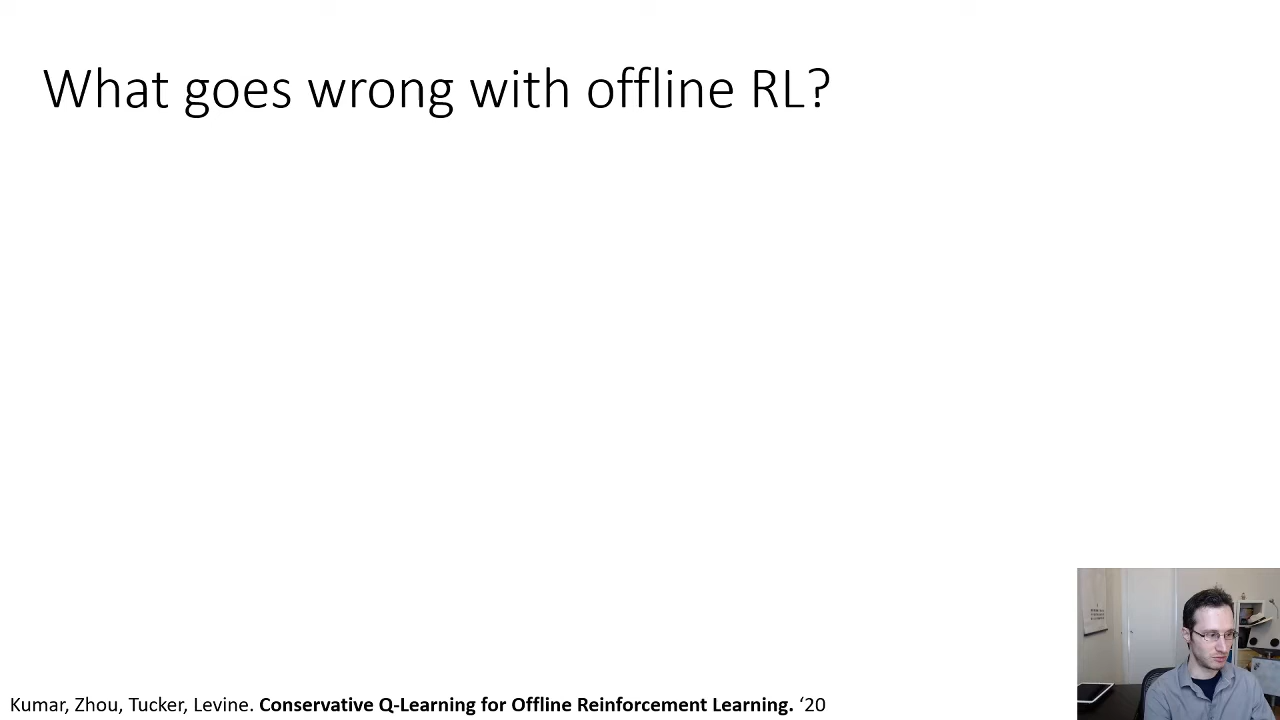 What goes wrong with offline RL?
Kumar, Zhou, Tucker, Levine. Conservative Q-Learning for Offline Reinforcement Learning. ‘20